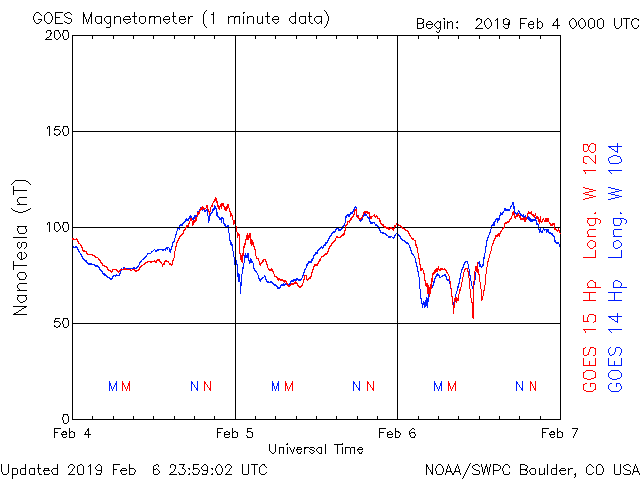 GOES Magnetometer (1 minute data)
Begin: 2019 Feb 4 0000 UTC
200
150
100
50
0
NanoTesla (nT)
M M N N M M N N M M N N
Feb 4 Feb 5 Feb 6 Feb 7
Universal Time
GOES 15 Hp Long. W 128
GOES 14 Hp Long. W 104
Updated 2019 Feb 6 23:59:02 UTC
NOAA/SWPC Boulder, CO USA